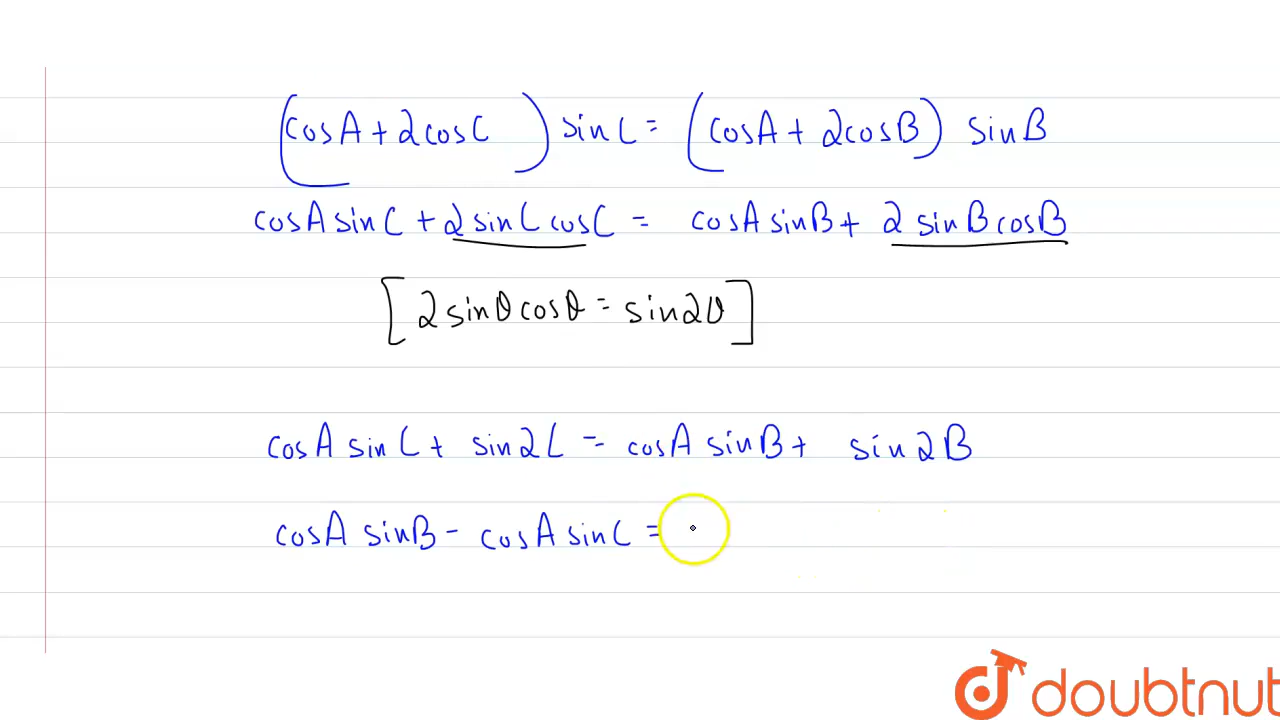 (cosA + 2cosC ) sinC = (cosA + 2cosB) sinB
cosA sinC + 2 sinC cosC = cosA sinB + 2 sinB cosB
[2 sinθ cosθ = sin2θ]
cosA sinC + sin2C = cosA sinB + sin2B
cosA sinB - cosA sinC =
doubtnut